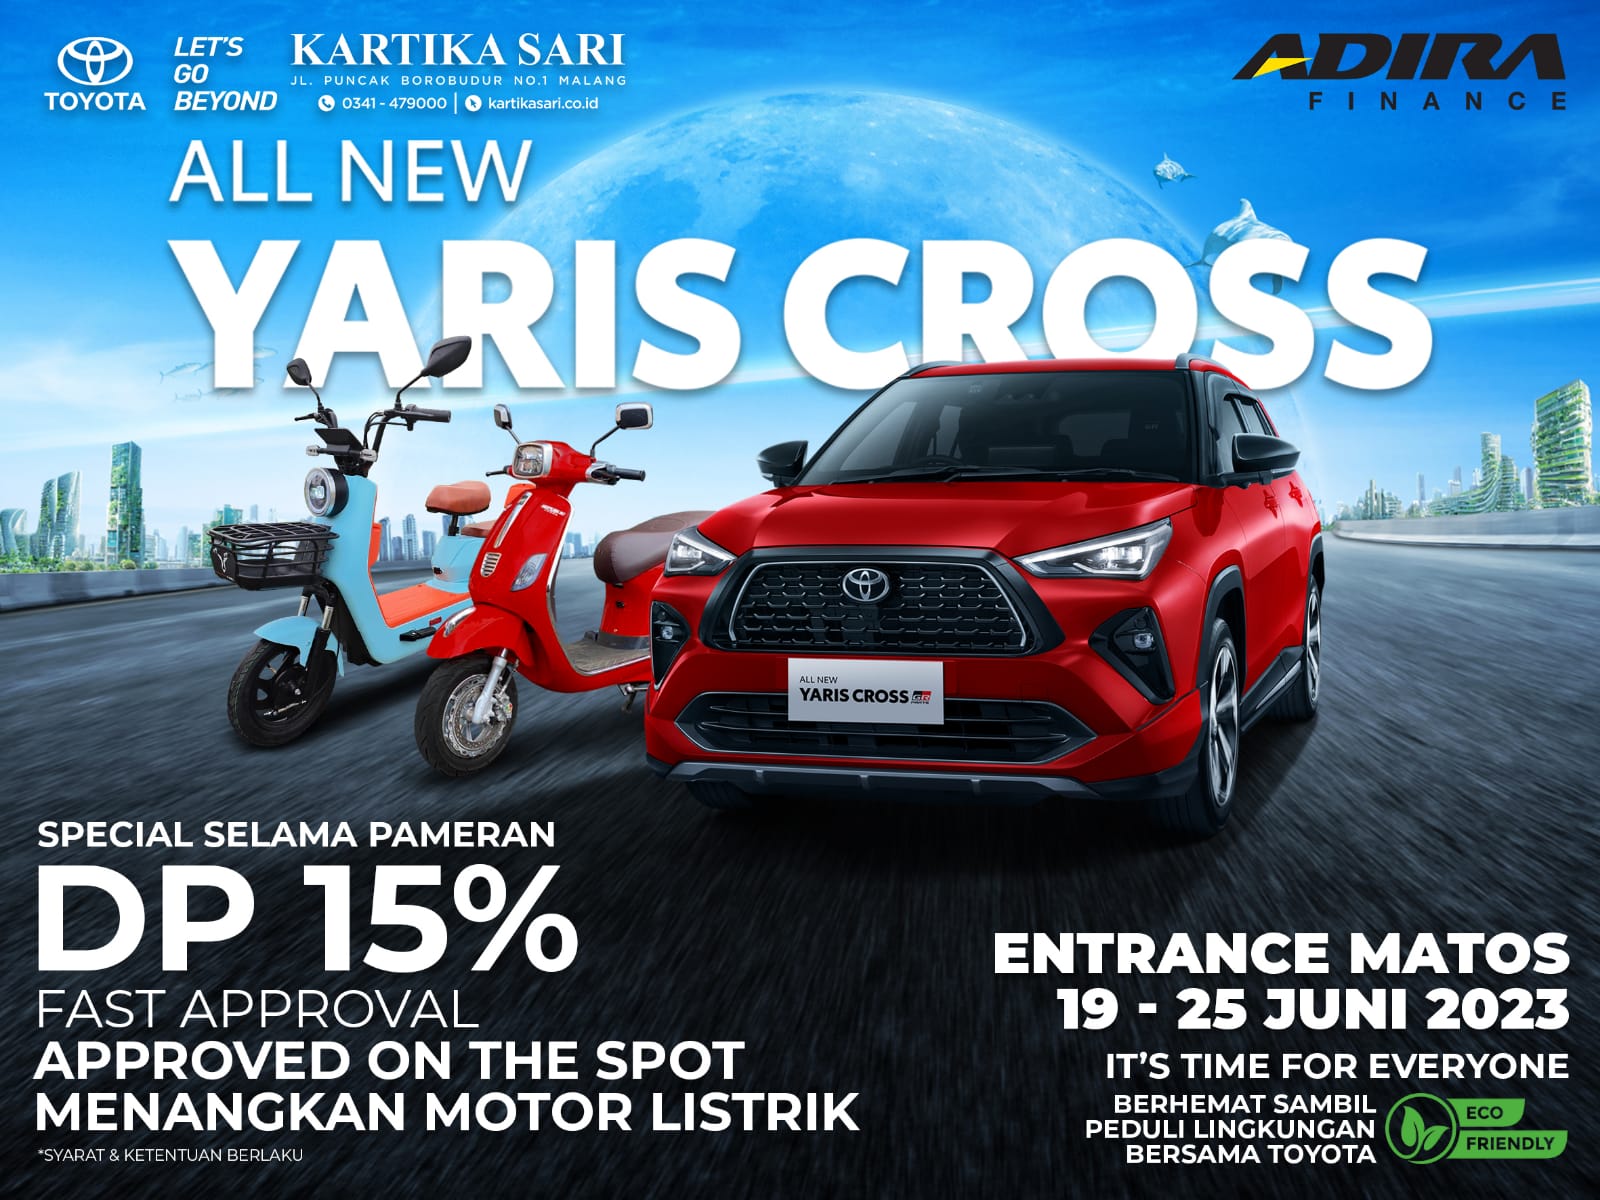 TOYOTA
LET'S
GO
BEYOND
KARTIKA SARI
JL. PUNCAK BOROBUDUR NO.1 MALANG
0341 - 479000 | kartikasari.co.id
ADIRA
FINANCE
ALL NEW
YARIS CROSS
ALL NEW
YARIS CROSS GR
PARTS
SPECIAL SELAMA PAMERAN
DP 15%
FAST APPROVAL
APPROVED ON THE SPOT
MENANGKAN MOTOR LISTRIK
*SYARAT & KETENTUAN BERLAKU
ENTRANCE MATOS
19 - 25 JUNI 2023
IT'S TIME FOR EVERYONE
BERHEMAT SAMBIL
PEDULI LINGKUNGAN
BERSAMA TOYOTA
ECO
FRIENDLY